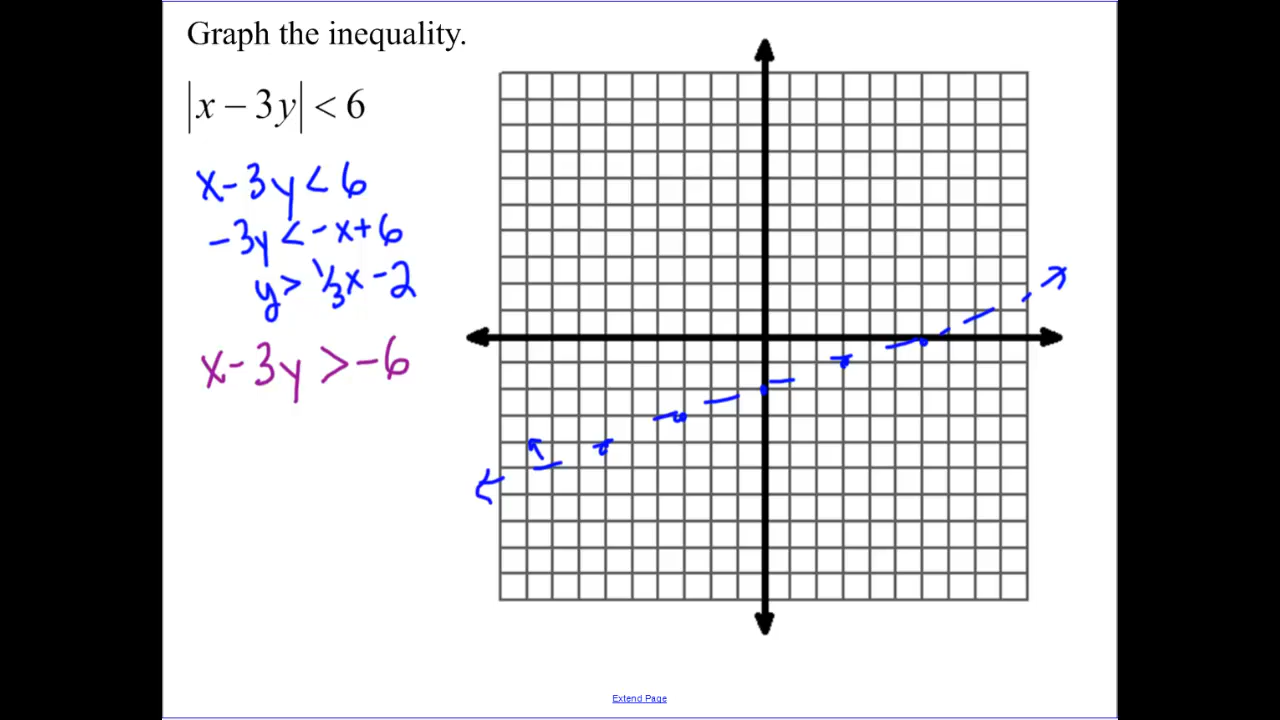 Graph the inequality.
|x − 3y| < 6
x - 3y < 6
-3y < -x + 6
y > 1/3x - 2
x - 3y > -6
Extend Page